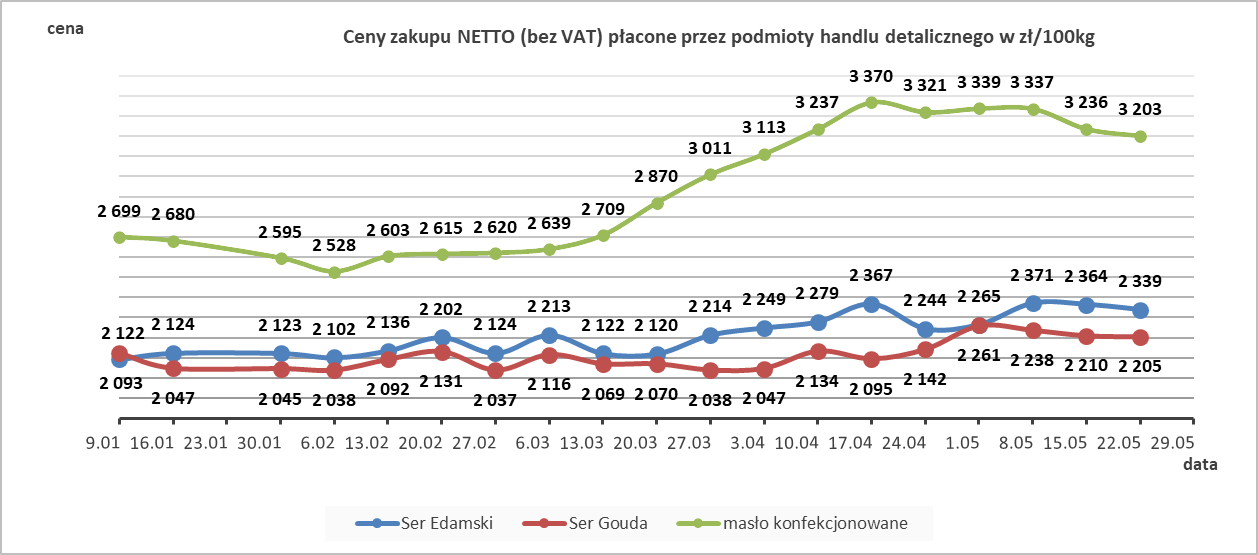 cena
Ceny zakupu NETTO (bez VAT) płacone przez podmioty handlu detalicznego w zł/100kg
2 699 2 680 2 595 2 528 2 603 2 615 2 620 2 639 2 709 2 870 3 011 3 113 3 237 3 370 3 321 3 339 3 337 3 236 3 203
2 122 2 124 2 123 2 102 2 136 2 202 2 124 2 213 2 122 2 120 2 214 2 249 2 279 2 367 2 244 2 265 2 371 2 364 2 339
2 093 2 047 2 045 2 038 2 092 2 131 2 037 2 116 2 069 2 070 2 038 2 047 2 134 2 095 2 142 2 261 2 238 2 210 2 205
9.01 16.01 23.01 30.01 6.02 13.02 20.02 27.02 6.03 13.03 20.03 27.03 3.04 10.04 17.04 24.04 1.05 8.05 15.05 22.05 29.05
data
Ser Edamski Ser Gouda masło konfekcjonowane